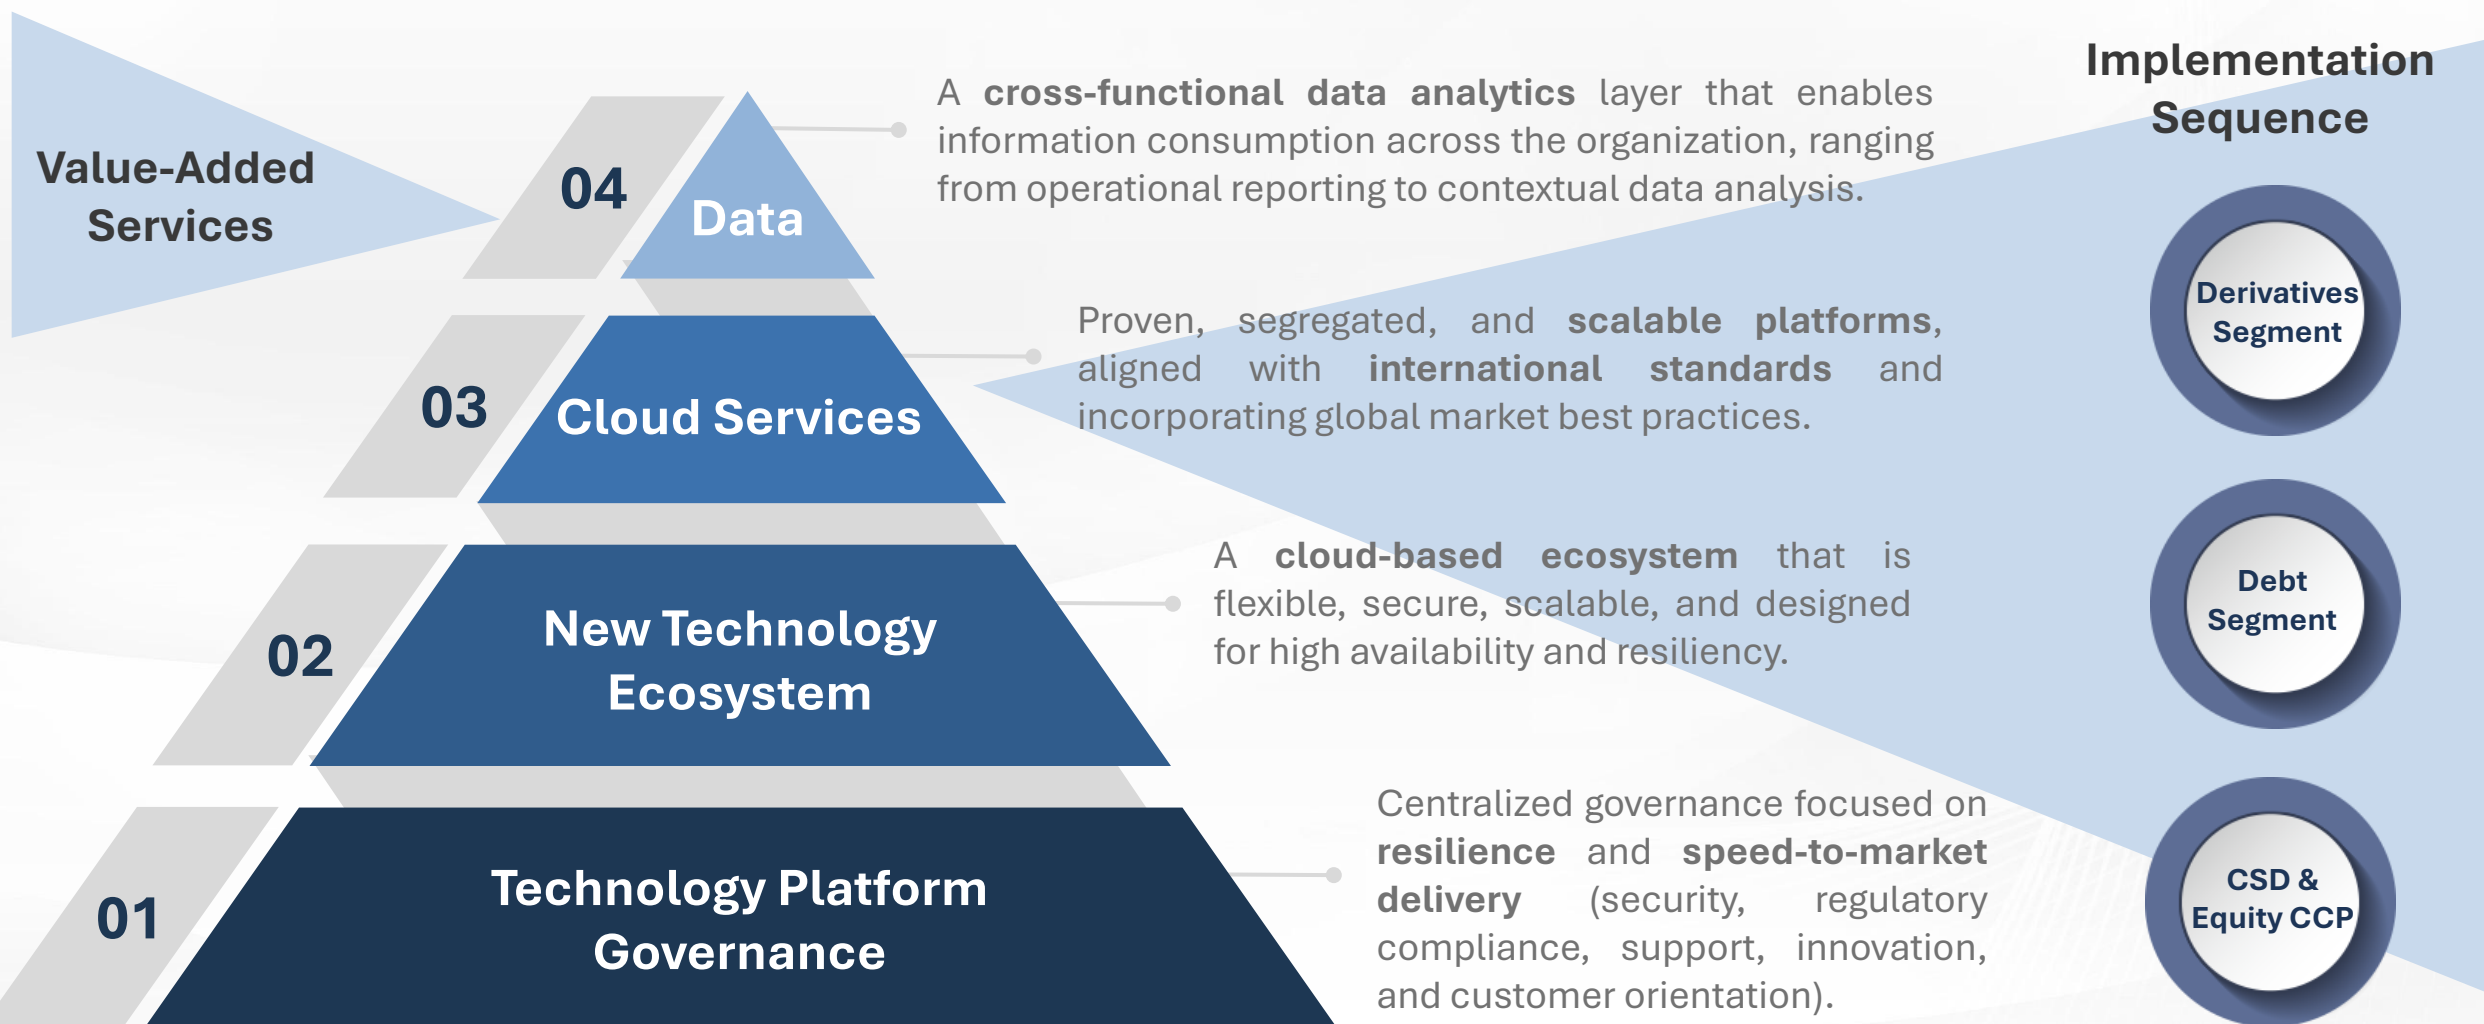 Value-Added
Services
04
Data
A cross-functional data analytics layer that enables
information consumption across the organization, ranging
from operational reporting to contextual data analysis.
03
Cloud Services
Proven, segregated, and scalable platforms,
aligned with international standards and
incorporating global market best practices.
02
New Technology
Ecosystem
A cloud-based ecosystem that is
flexible, secure, scalable, and designed
for high availability and resiliency.
01
Technology Platform
Governance
Centralized governance focused on
resilience and speed-to-market
delivery (security, regulatory
compliance, support, innovation,
and customer orientation).
Implementation
Sequence
Derivatives
Segment
Debt
Segment
CSD &
Equity CCP